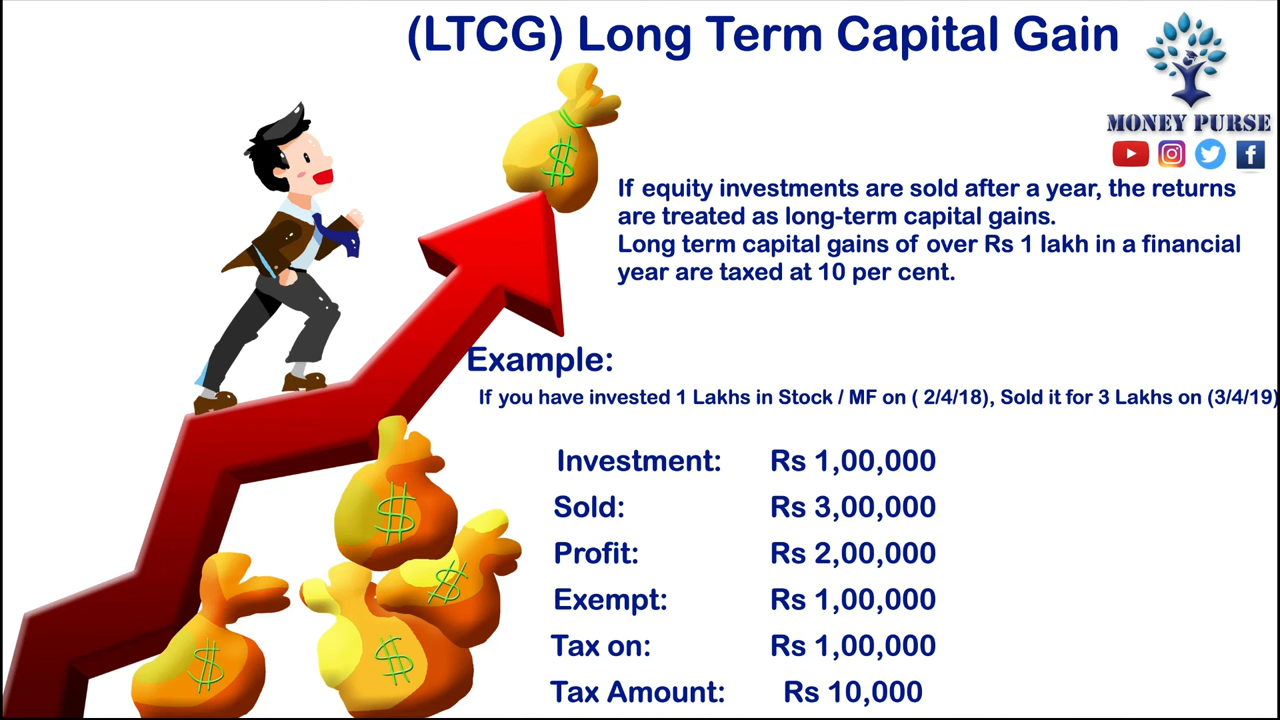 (LTCG) Long Term Capital Gain
MONEY PURSE
If equity investments are sold after a year, the returns
are treated as long-term capital gains.
Long term capital gains of over Rs 1 lakh in a financial
year are taxed at 10 per cent.
Example:
If you have invested 1 Lakhs in Stock / MF on ( 2/4/18), Sold it for 3 Lakhs on (3/4/19)
Investment: Rs 1,00,000
Sold: Rs 3,00,000
Profit: Rs 2,00,000
Exempt: Rs 1,00,000
Tax on: Rs 1,00,000
Tax Amount: Rs 10,000